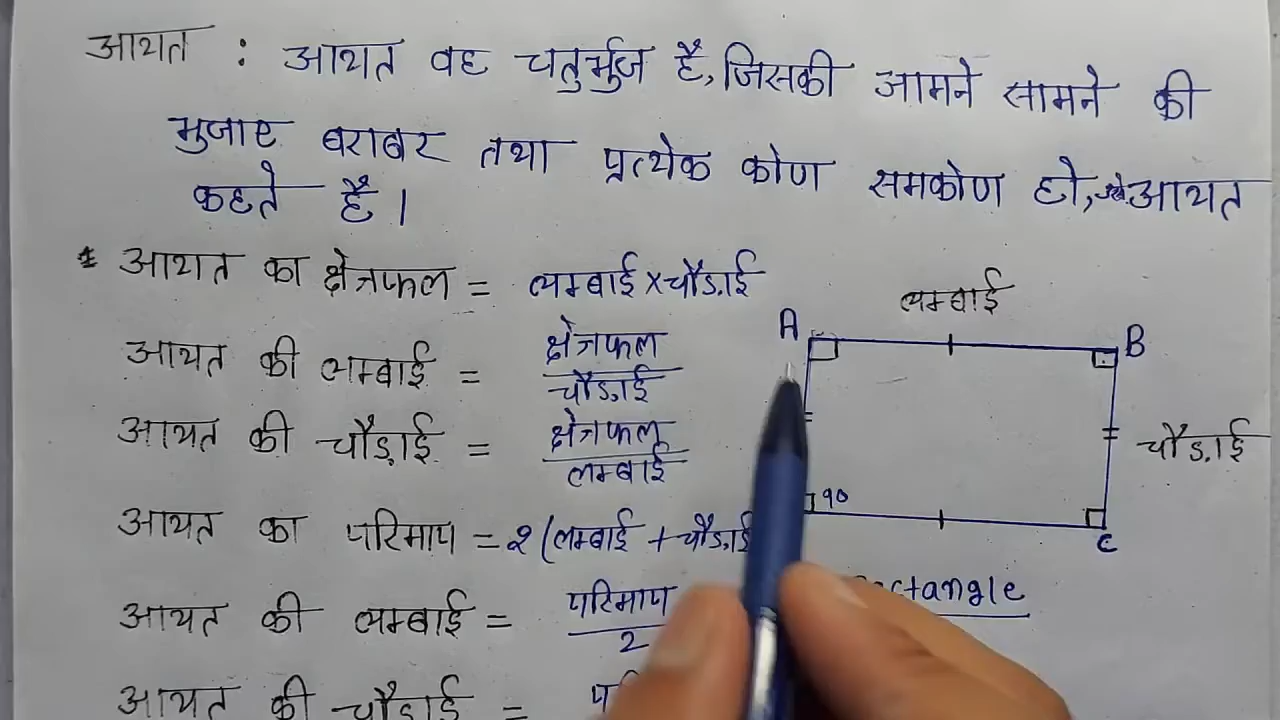 आयत : आयत वह चतुर्भुज है, जिसकी आमने सामने की
भुजाए बराबर तथा प्रत्येक कोण समकोण हो, उसे आयत
कहते है ।
* आयत का क्षेत्रफल = लम्बाई x चौड़ाई
आयत की लम्बाई = क्षेत्रफल / चौड़ाई
आयत की चौड़ाई = क्षेत्रफल / लम्बाई
आयत का परिमाप = 2 (लम्बाई + चौड़ाई
आयत की लम्बाई = परिमाप / 2
आयत की चौड़ाई =
लम्बाई
A
B
चौड़ाई
90
C